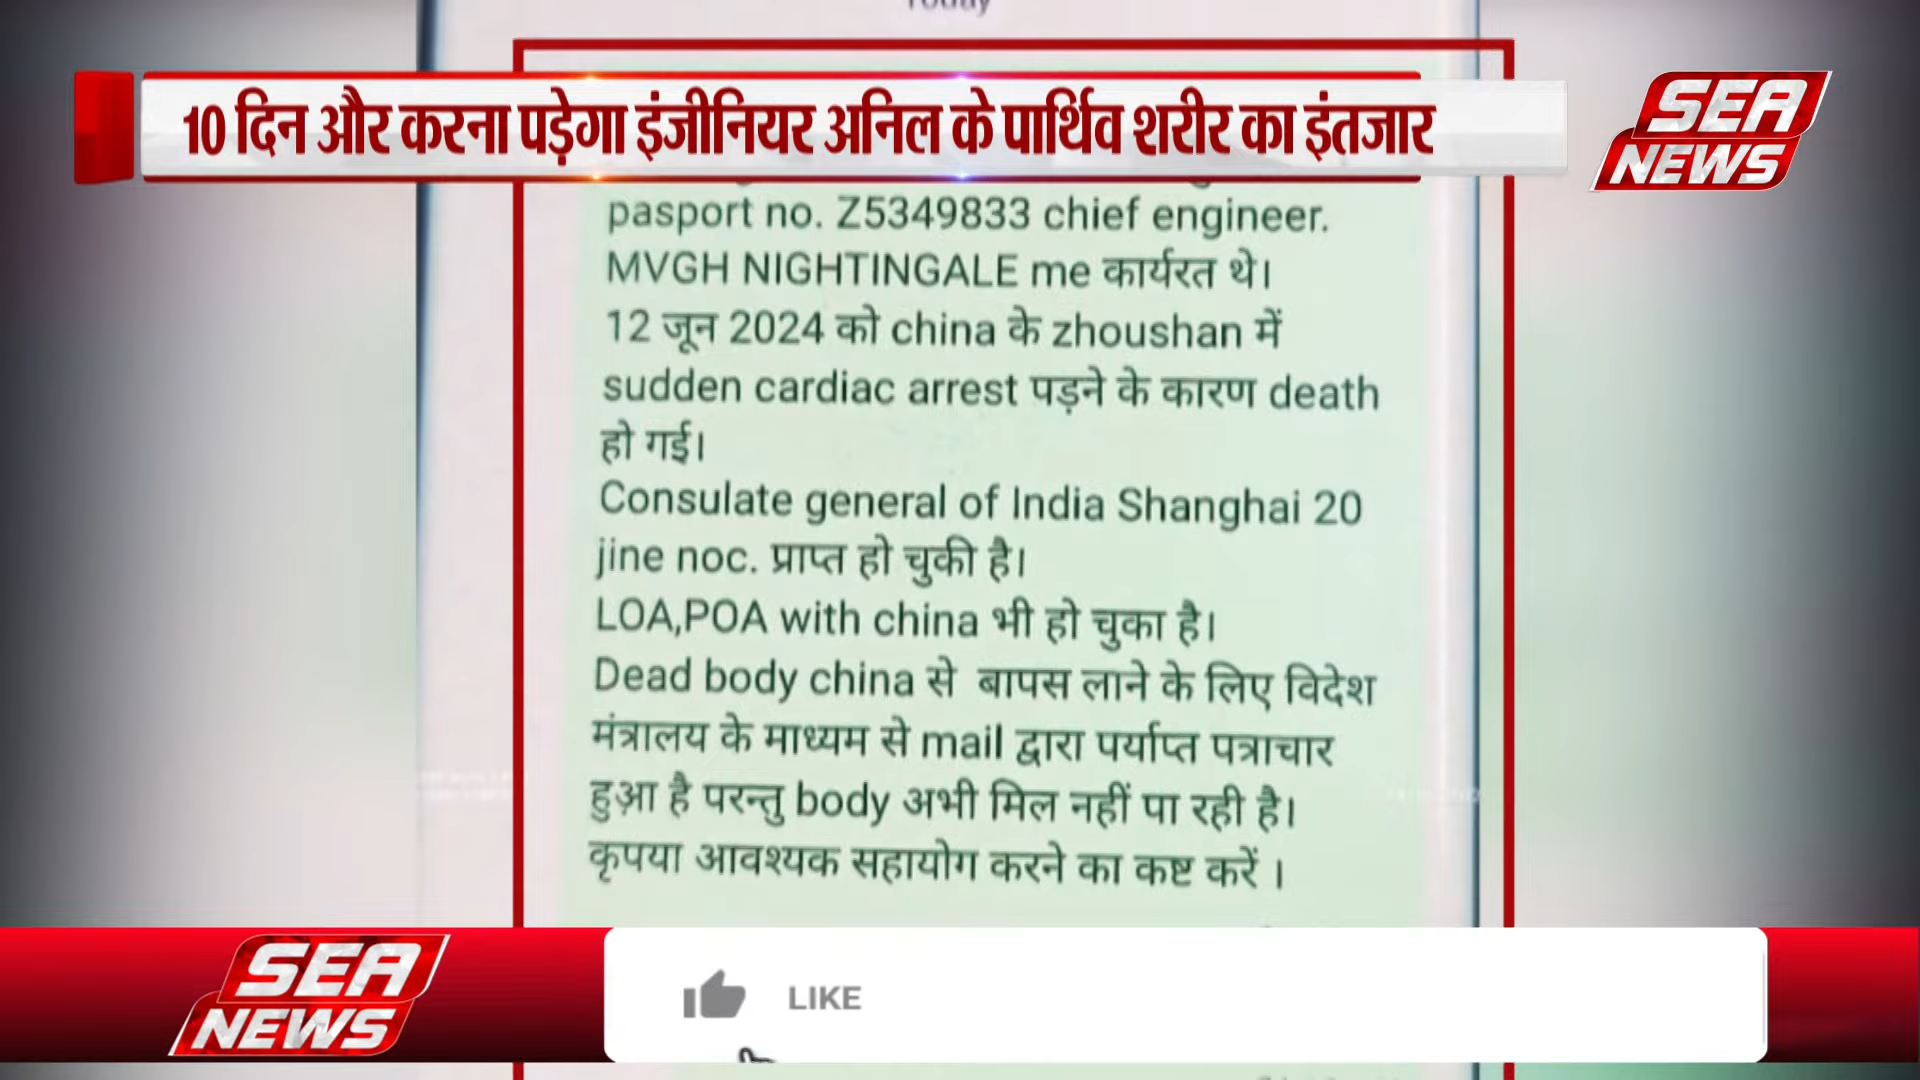 Today
10 दिन और करना पड़ेगा इंजीनियर अनिल के पार्थिव शरीर का इंतजार
SEA
NEWS
pasport no. Z5349833 chief engineer.
MVGH NIGHTINGALE me कार्यरत थे।
12 जून 2024 को china के zhoushan में
sudden cardiac arrest पड़ने के कारण death
हो गई।
Consulate general of India Shanghai 20
jine noc. प्राप्त हो चुकी है।
LOA,POA with china भी हो चुका है।
Dead body china से बापस लाने के लिए विदेश
मंत्रालय के माध्यम से mail द्वारा पर्याप्त पत्राचार
हुआ है परन्तु body अभी मिल नहीं पा रही है।
कृपया आवश्यक सहायोग करने का कष्ट करें ।
SEA
NEWS
LIKE